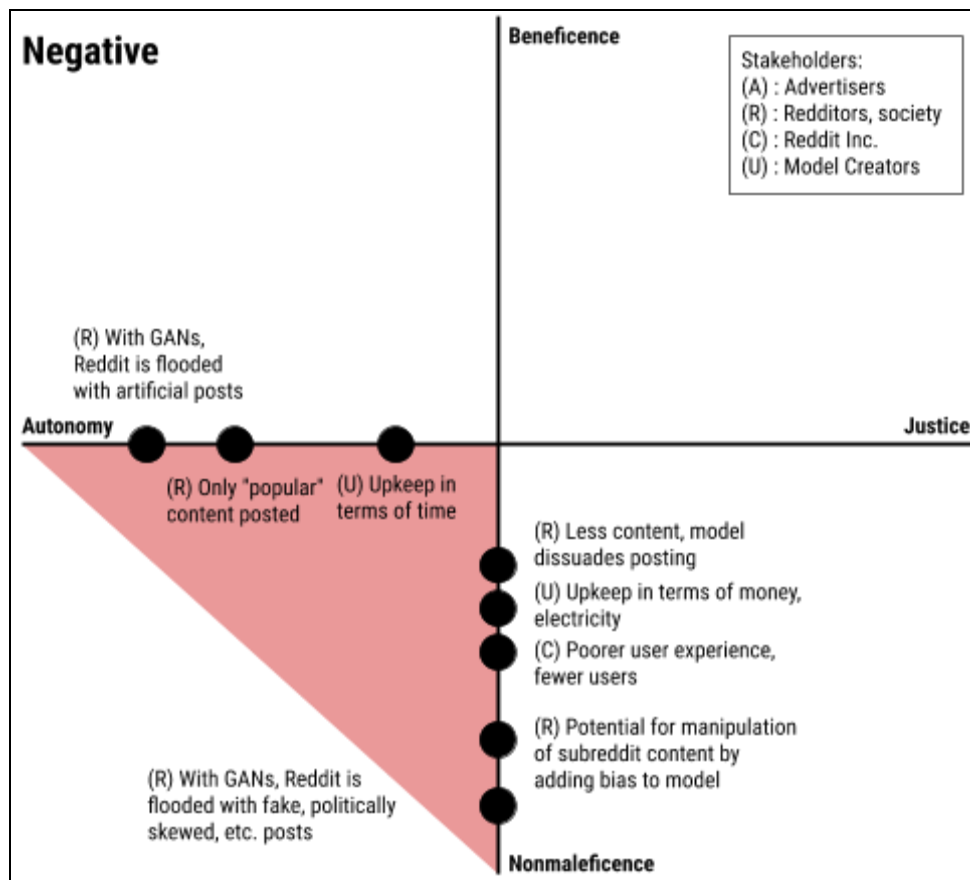 Negative
Beneficence
Stakeholders:
(A) : Advertisers
(R) : Redditors, society
(C) : Reddit Inc.
(U) : Model Creators
(R) With GANs,
Reddit is flooded
with artificial posts
Autonomy
Justice
(R) Only "popular"
content posted
(U) Upkeep in
terms of time
(R) Less content, model
dissuades posting
(U) Upkeep in terms of money,
electricity
(C) Poorer user experience,
fewer users
(R) Potential for manipulation
of subreddit content by
adding bias to model
(R) With GANs, Reddit is
flooded with fake, politically
skewed, etc. posts
Nonmaleficence